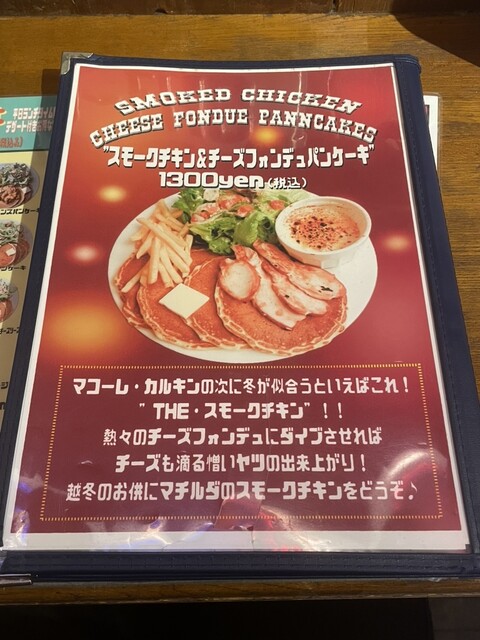 SMOKED CHICKEN
CHEESE FONDUE PANNCAKES
"スモークチキン&チーズフォンデュパンケーキ"
1300yen(税込)
マコーレ・カルキンの次に冬が似合うといえばこれ！
"THE・スモークチキン"！！
熱々のチーズフォンデュにダイブさせれば
チーズも滴る憎いヤツの出来上がり！
越冬のお供にマチルダのスモークチキンをどうぞ♪